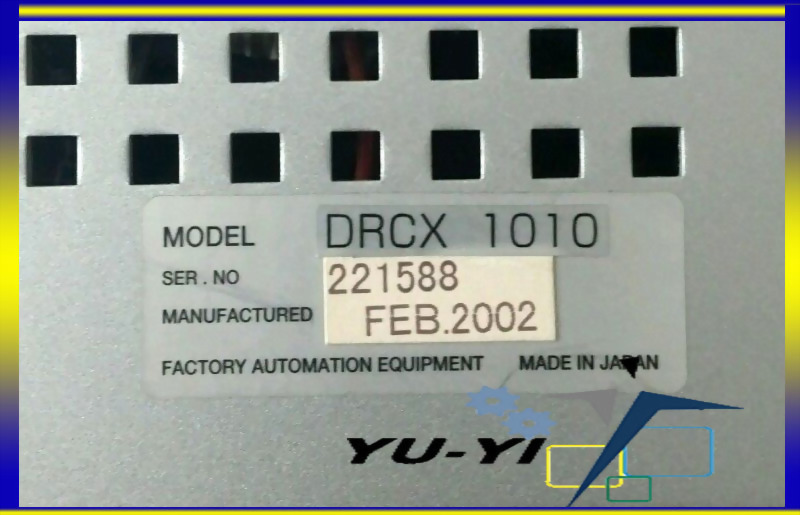 MODEL DRCX 1010
SER . NO 221588
MANUFACTURED FEB.2002
FACTORY AUTOMATION EQUIPMENT MADE IN JAPAN
YU-YI